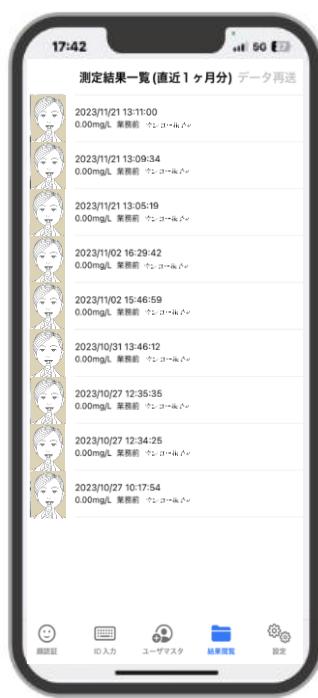 17:42
5G
測定結果一覧(直近1ヶ月分) データ再送
2023/11/21 13:11:00
0.00mg/L 業務前
2023/11/21 13:09:34
0.00mg/L 業務前
2023/11/21 13:05:19
0.00mg/L 業務前
2023/11/02 16:29:42
0.00mg/L 業務前
2023/11/02 15:46:59
0.00mg/L 業務前
2023/10/31 13:46:12
0.00mg/L 業務前
2023/10/27 12:35:35
0.00mg/L 業務前
2023/10/27 12:34:25
0.00mg/L 業務前
2023/10/27 10:17:54
0.00mg/L 業務前
顔認証 ID入力 ユーザマスタ 結果閲覧 設定